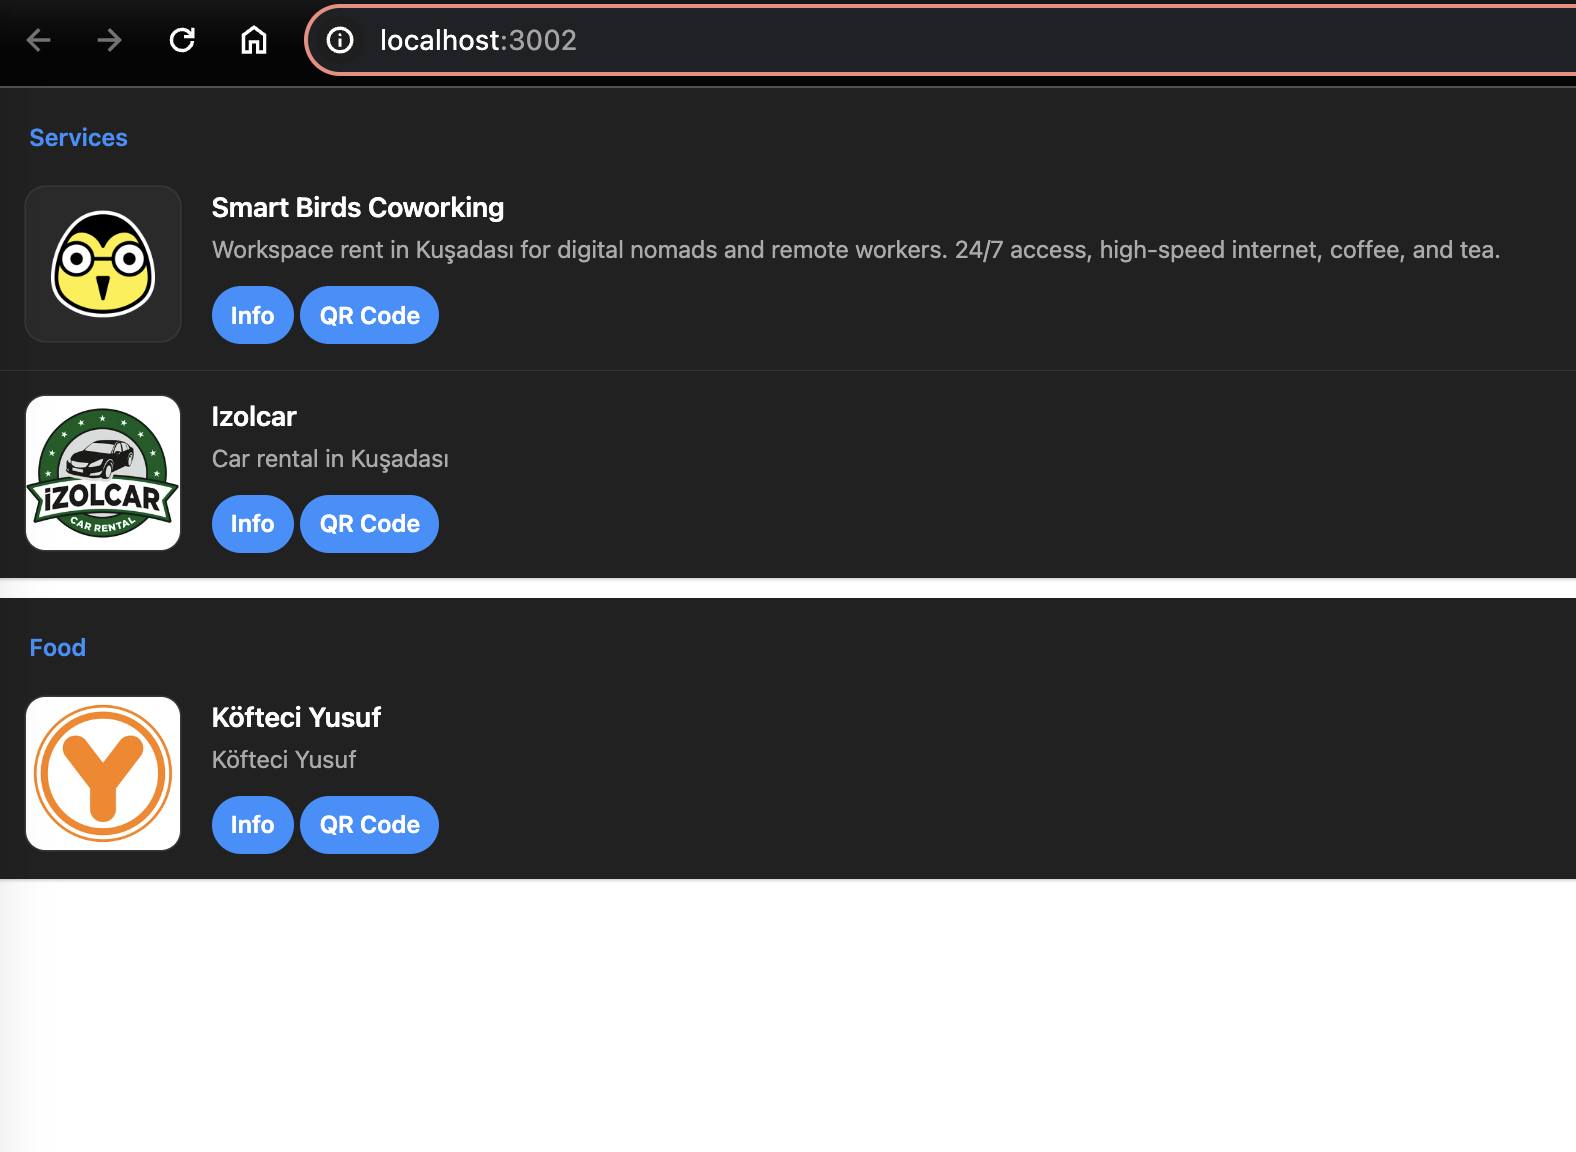 localhost:3002
Services
Smart Birds Coworking
Workspace rent in Kuşadası for digital nomads and remote workers. 24/7 access, high-speed internet, coffee, and tea.
Info
QR Code
Izolcar
Car rental in Kuşadası
Info
QR Code
iZOLCAR
CAR RENTAL
Food
Köfteci Yusuf
Köfteci Yusuf
Info
QR Code
Y